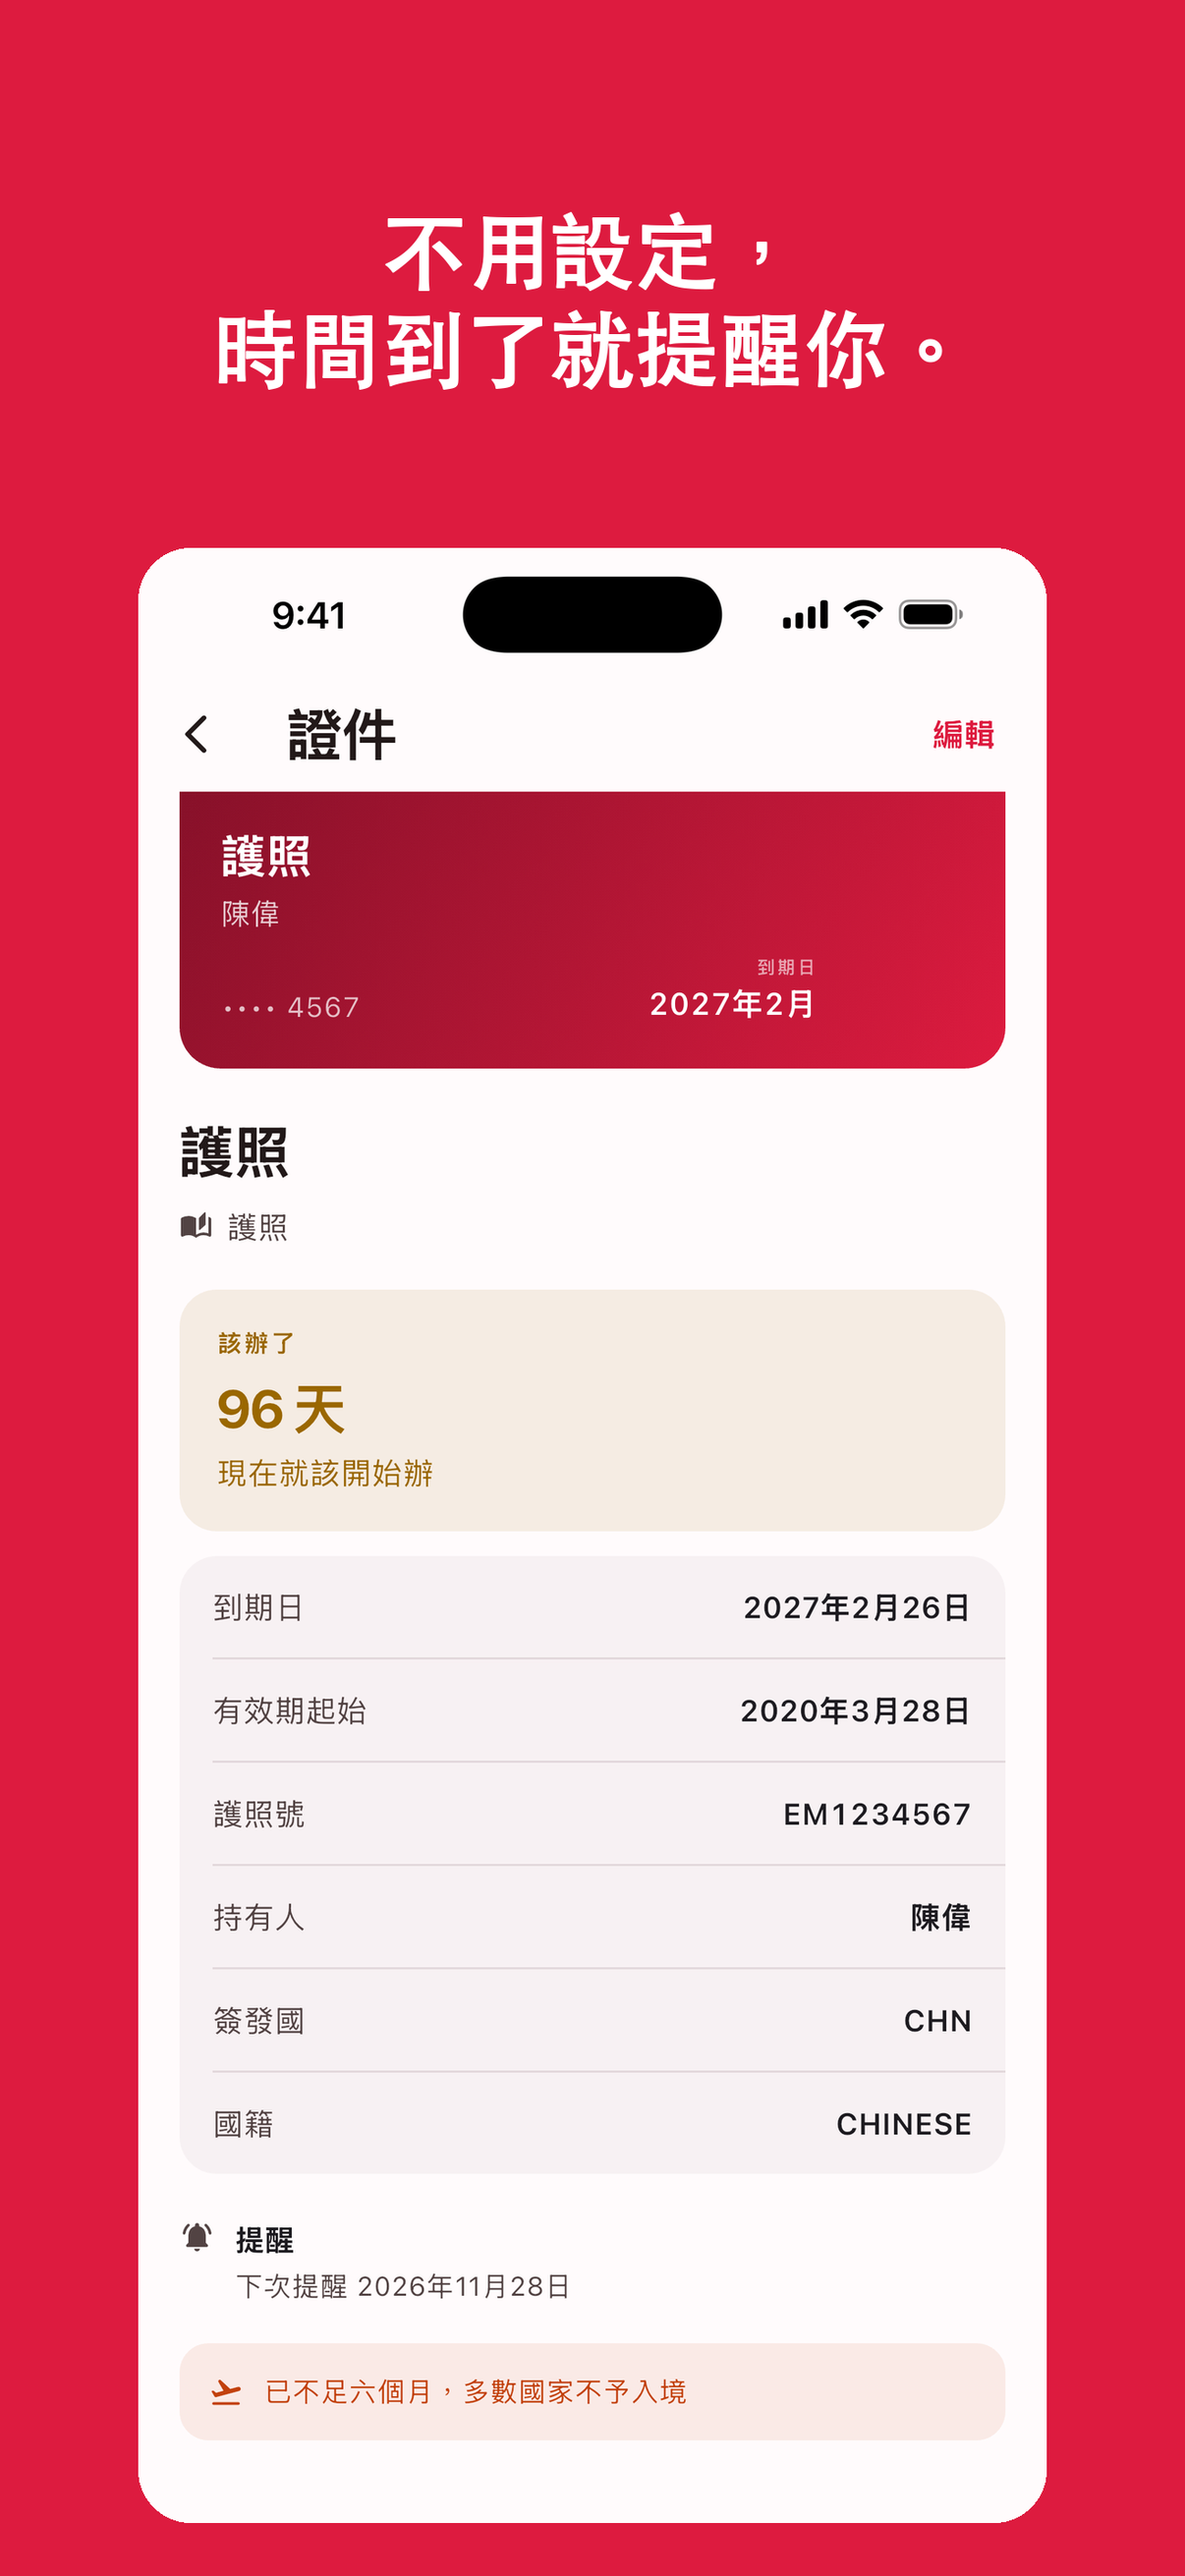 不用設定，
時間到了就提醒你。
9:41
證件
編輯
護照
陳偉
到期日
•••• 4567
2027年2月
護照
護照
該辦了
96 天
現在就該開始辦
到期日 2027年2月26日
有效期起始 2020年3月28日
護照號 EM1234567
持有人 陳偉
簽發國 CHN
國籍 CHINESE
提醒
下次提醒 2026年11月28日
已不足六個月，多數國家不予入境